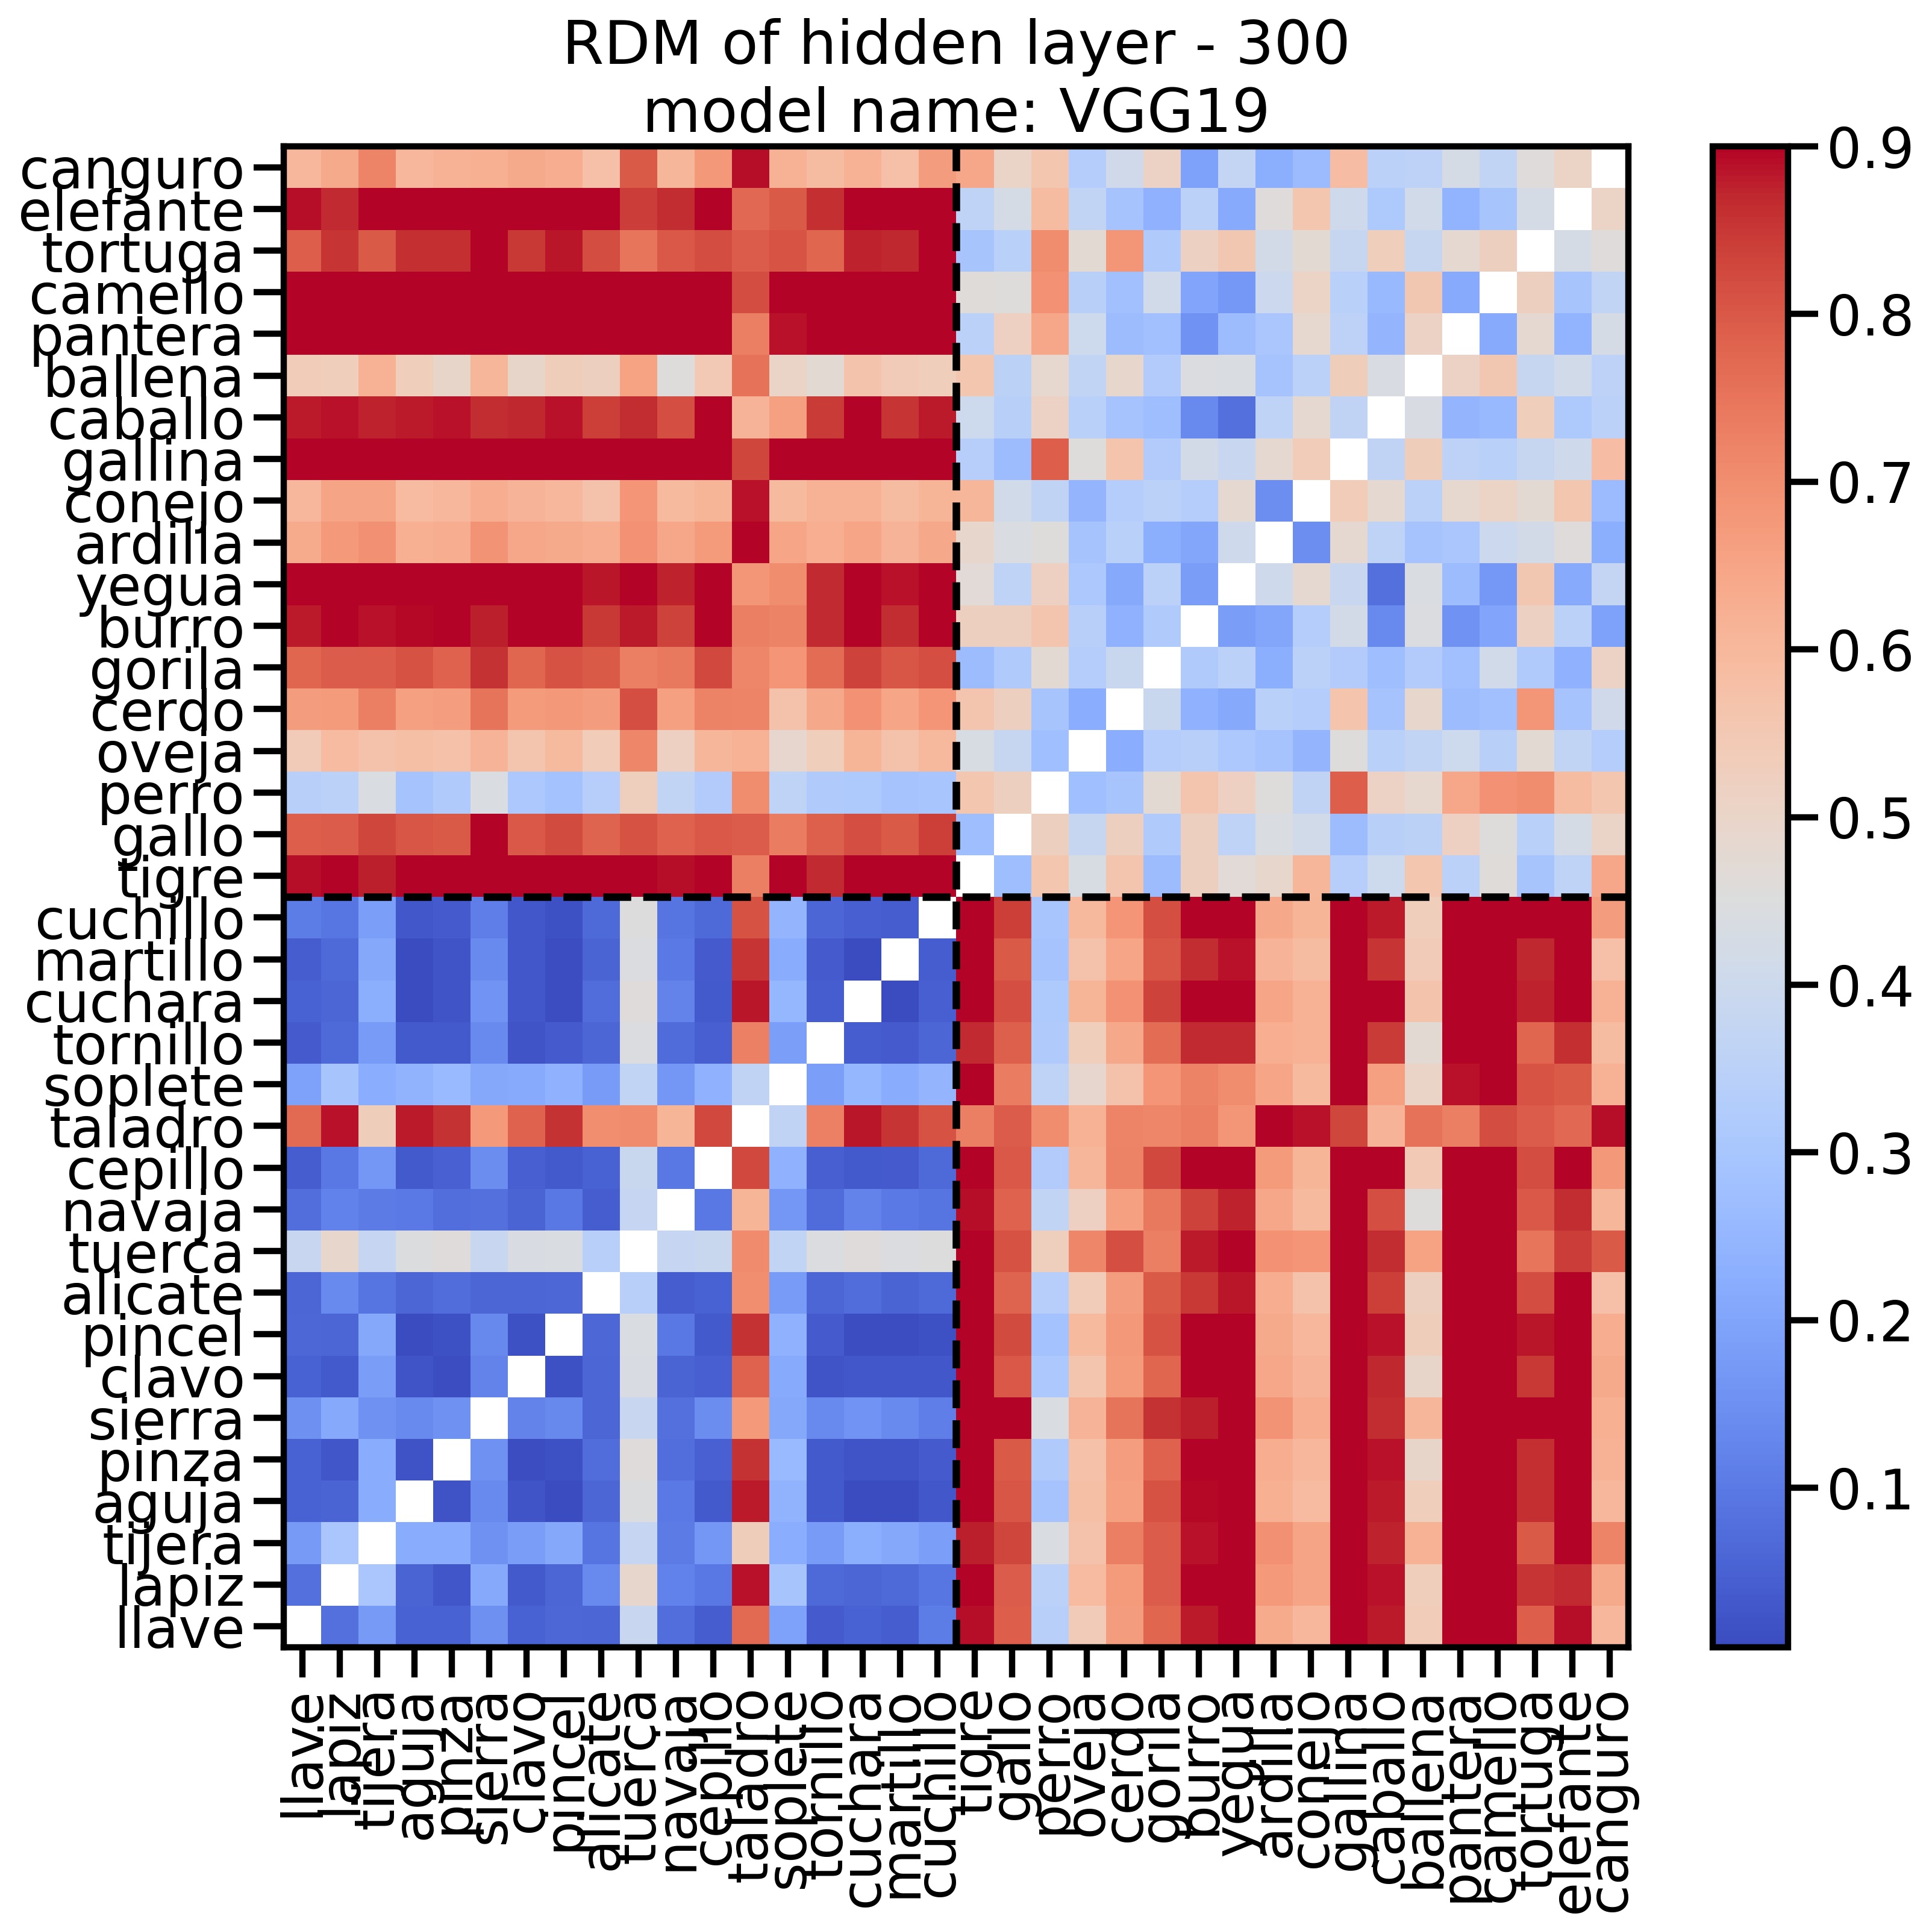 RDM of hidden layer - 300
model name: VGG19
canguro
elefante
tortuga
camello
pantera
ballena
caballo
gallina
conejo
ardilla
yegua
burro
gorila
cerdo
oveja
perro
gallo
tigre
cuchillo
martillo
cuchara
tornillo
soplete
taladro
cepillo
navaja
tuerca
alicate
pincel
clavo
sierra
pinza
aguja
tijera
lapiz
llave
0.9
0.8
0.7
0.6
0.5
0.4
0.3
0.2
0.1
llave
lapiz
tijera
aguja
pinza
sierra
clavo
pincel
alicate
tuerca
navaja
cepillo
taladro
soplete
tornillo
cuchara
martillo
cuchillo
tigre
gallo
perro
oveja
cerdo
gorila
burro
yegua
ardilla
conejo
gallina
caballo
ballena
pantera
camello
tortuga
elefante
canguro